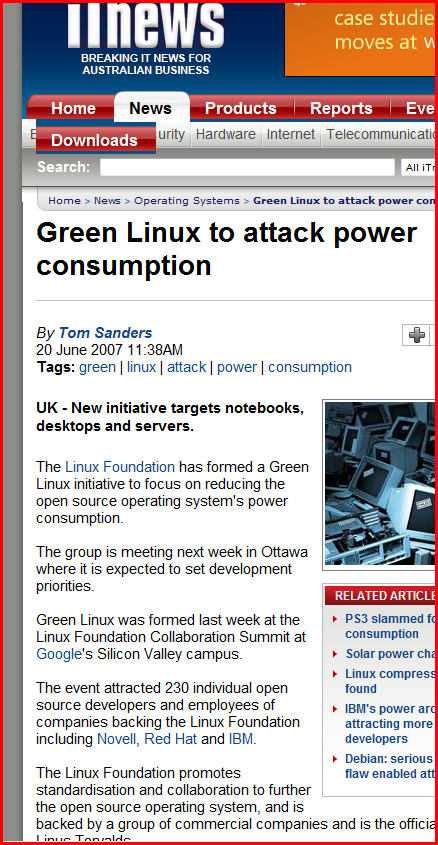 iTnews
BREAKING IT NEWS FOR
AUSTRALIAN BUSINESS
case studie
moves at w
Home News Products Reports Eve
Downloads
Hardware Internet Telecommunicatio
Search: All iTr
Home > News > Operating Systems > Green Linux to attack power con
Green Linux to attack power
consumption
By Tom Sanders
20 June 2007 11:38AM
Tags: green | linux | attack | power | consumption
UK - New initiative targets notebooks,
desktops and servers.
The Linux Foundation has formed a Green
Linux initiative to focus on reducing the
open source operating system's power
consumption.
The group is meeting next week in Ottawa
where it is expected to set development
priorities.
Green Linux was formed last week at the
Linux Foundation Collaboration Summit at
Google's Silicon Valley campus.
The event attracted 230 individual open
source developers and employees of
companies backing the Linux Foundation
including Novell, Red Hat and IBM.
The Linux Foundation promotes
standardisation and collaboration to further
the open source operating system, and is
backed by a group of commercial companies and is the officia
Linus Torvalds
RELATED ARTICLE
PS3 slammed fo
consumption
Solar power cha
Linux compress
found
IBM's power arc
attracting more
developers
Debian: serious
flaw enabled att